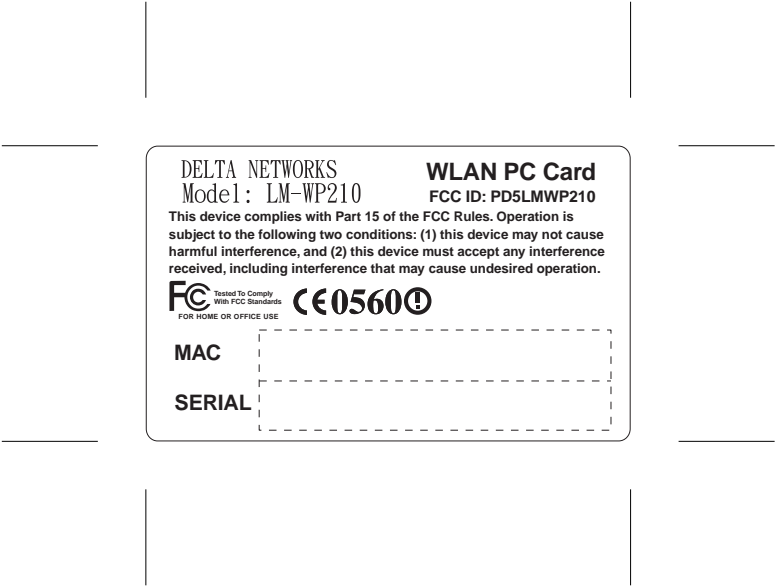 DELTA NETWORKS
Model: LM-WP210
WLAN PC Card
FCC ID: PD5LMWP210
This device complies with Part 15 of the FCC Rules. Operation is
subject to the following two conditions: (1) this device may not cause
harmful interference, and (2) this device must accept any interference
received, including interference that may cause undesired operation.
FC Tested To Comply
With FCC Standards
FOR HOME OR OFFICE USE
CE0560!
MAC
SERIAL